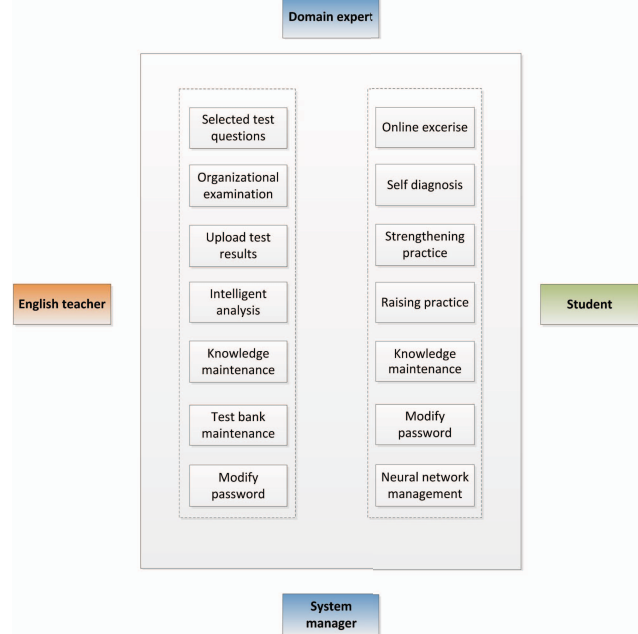 Domain expert
Selected test
questions
Organizational
examination
Upload test
results
Intelligent
analysis
Knowledge
maintenance
Test bank
maintenance
Modify
password
Online excerise
Self diagnosis
Strengthening
practice
Raising practice
Knowledge
maintenance
Modify
password
Neural network
management
English teacher
Student
System
manager